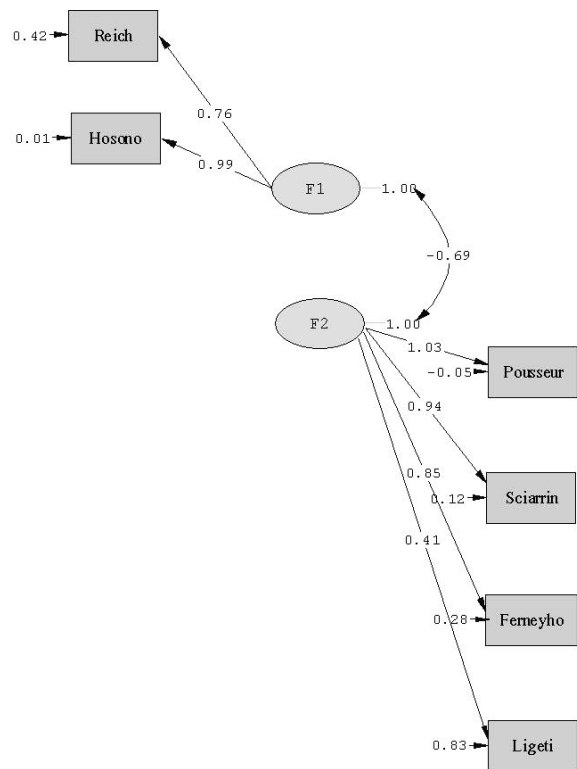 0.42
Reich
0.76
0.01
Hosono
0.99
F1
1.00
-0.69
F2
1.00
1.03
-0.05
Pousseur
0.94
0.85
0.12
Sciarrin
0.41
0.28
Ferneyho
0.83
Ligeti